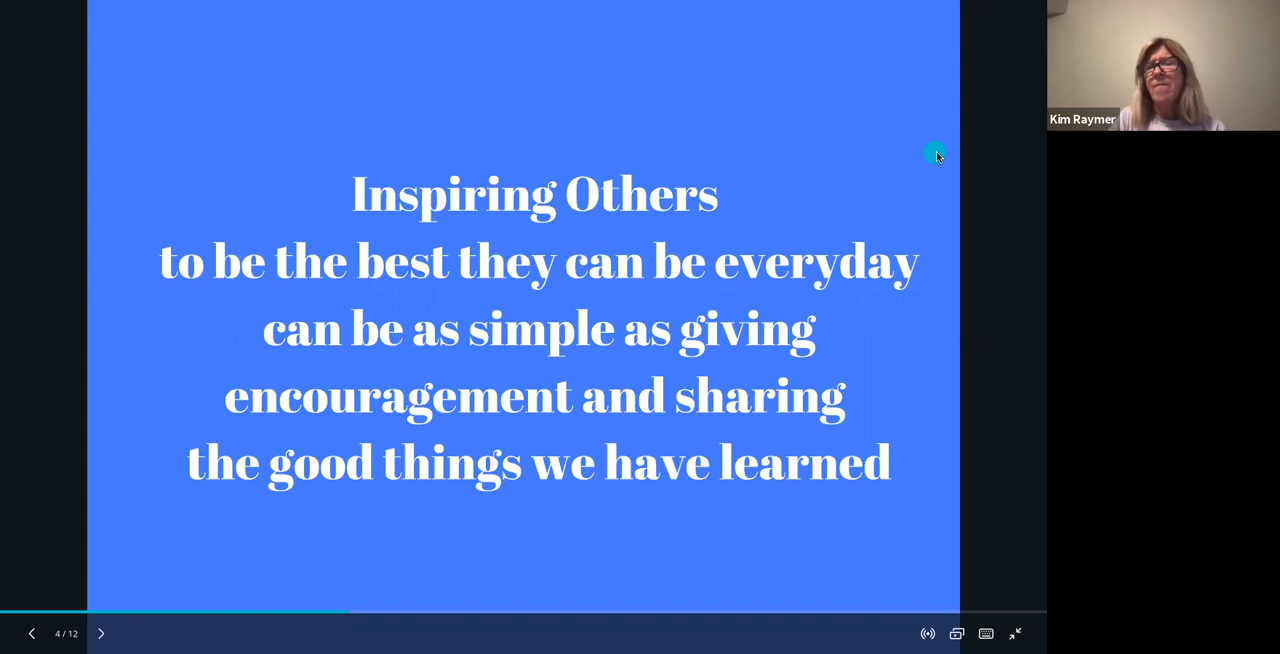 Inspiring Others
to be the best they can be everyday
can be as simple as giving
encouragement and sharing
the good things we have learned
Kim Raymer
4 / 12